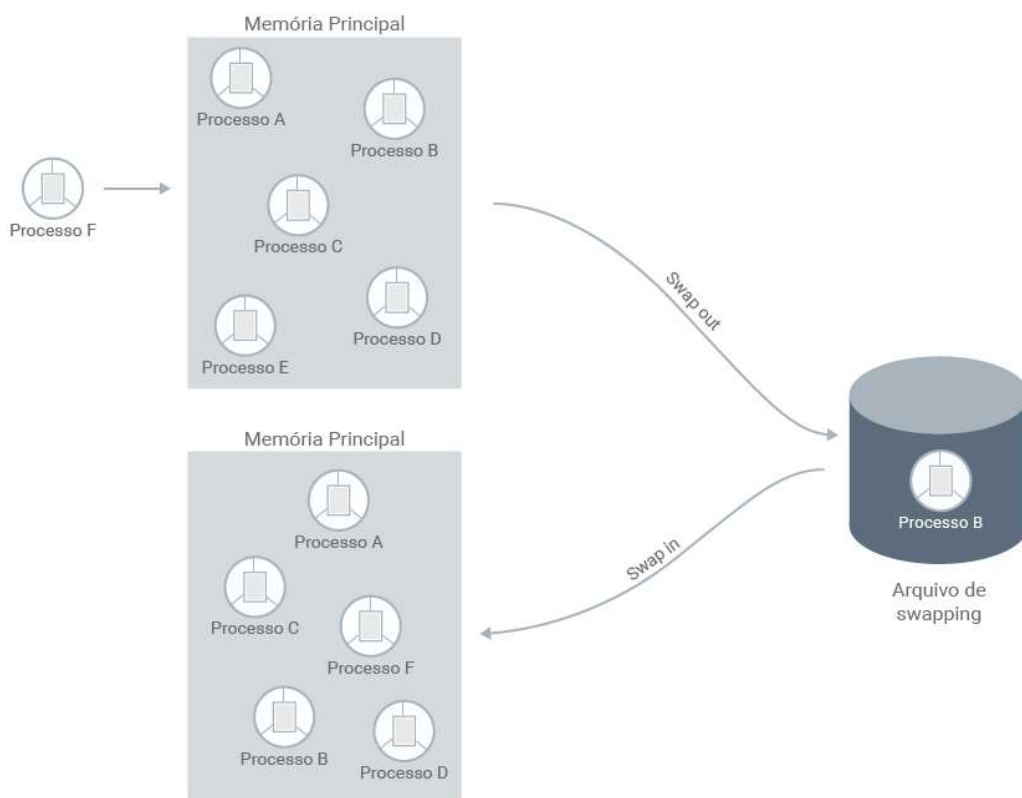 Memória Principal
Processo A
Processo B
Processo F
Processo C
Processo D
Processo E
Swap out
Memória Principal
Processo A
Processo C
Processo F
Processo B
Processo D
Swap in
Processo B
Arquivo de
swapping